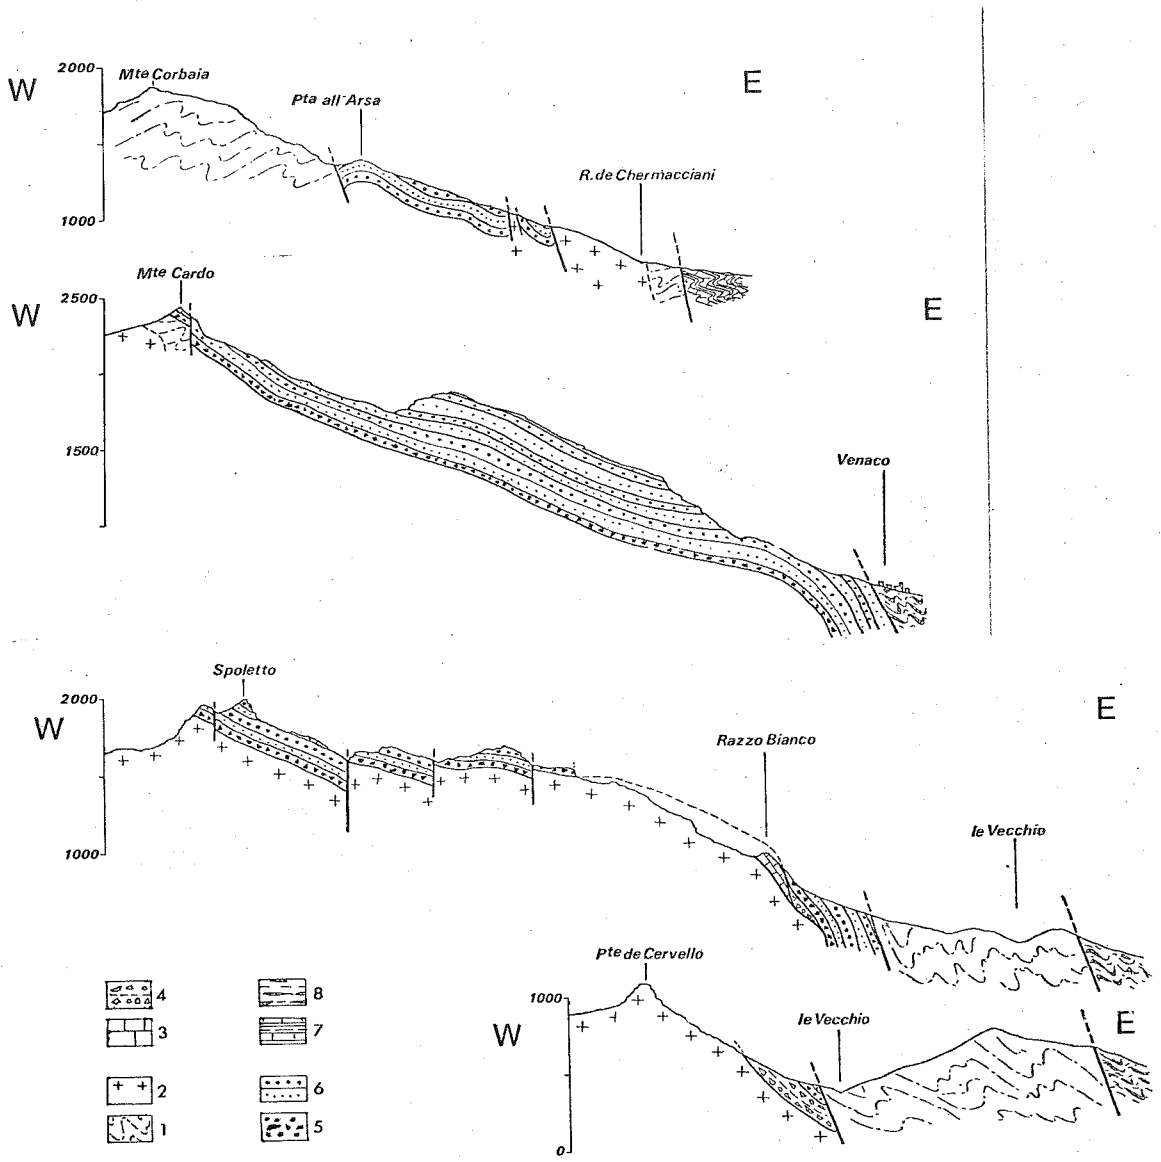 W
2000
Mte Corbaia
Pta all'Arsa
E
R. de Chermacciani
1000
W
2500
Mte Cardo
E
1500
Venaco
W
2000
Spoletto
E
Razzo Bianco
1000
le Vecchio
Pte de Cervello
W
1000
le Vecchio
E
0
4
8
3
7
2
6
1
5